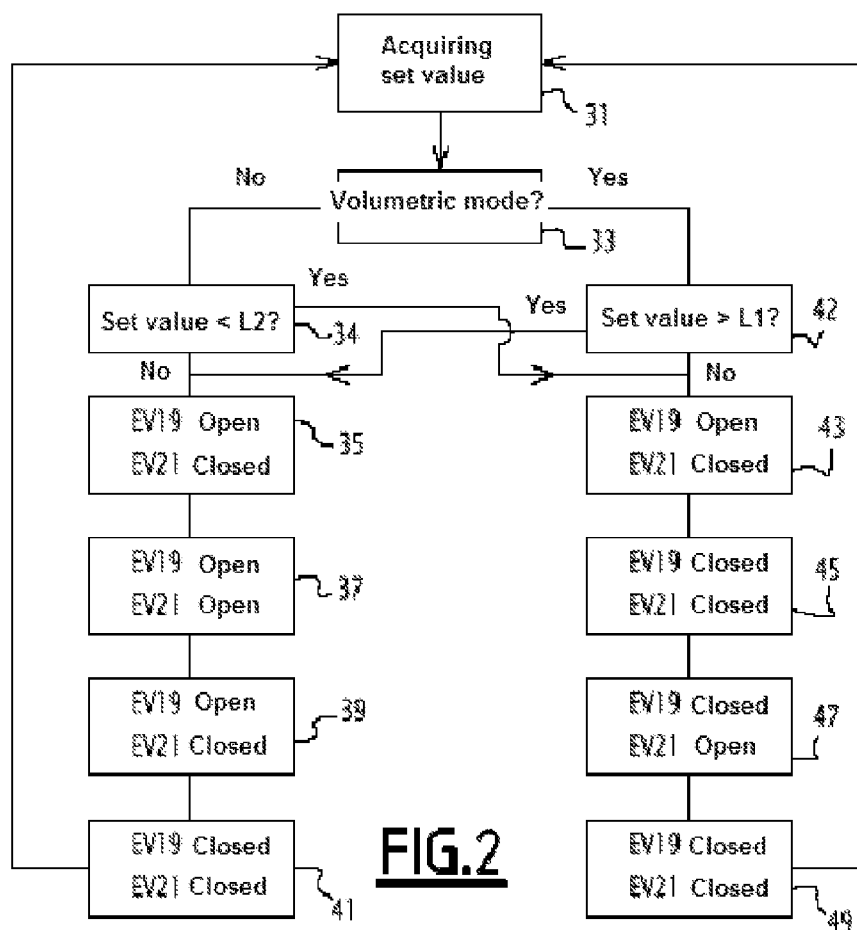 Acquiring
set value
31
No
Yes
Volumetric mode?
33
Yes
Yes
Set value < L2?
34
Set value > L1?
42
No
No
EV19 Open
EV21 Closed
35
EV19 Open
EV21 Closed
43
EV19 Open
EV21 Open
37
EV19 Closed
EV21 Closed
45
EV19 Open
EV21 Closed
39
EV19 Closed
EV21 Open
47
EV19 Closed
EV21 Closed
41
FIG.2
EV19 Closed
EV21 Closed
49